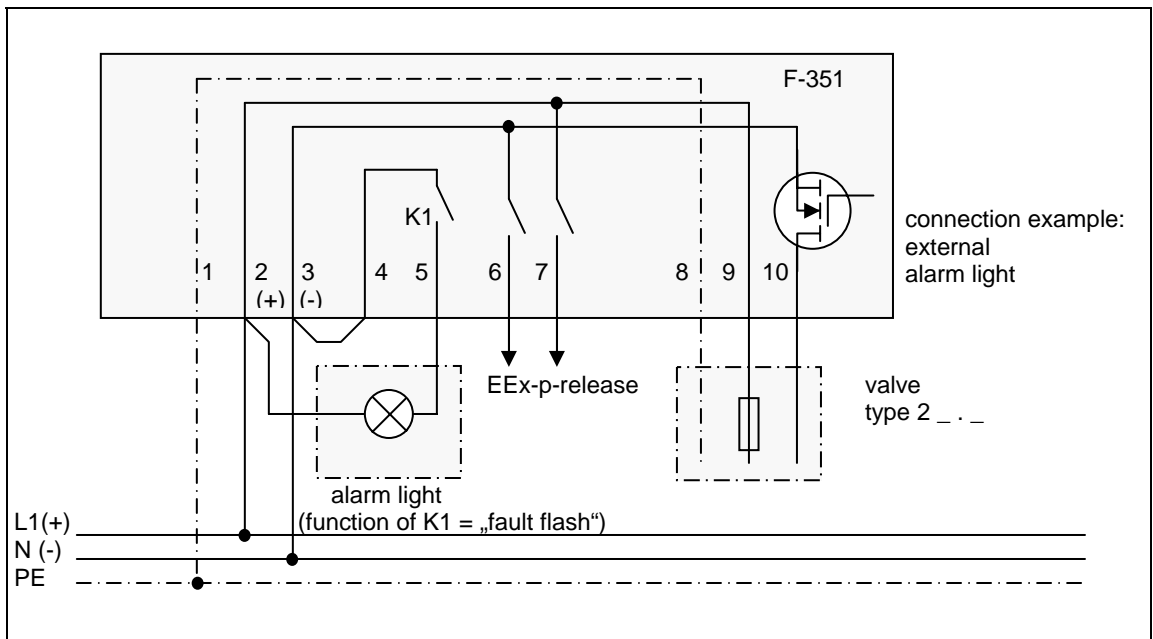 F-351
K1
1 2 3 4 5 6 7 8 9 10
(+) (-)
connection example:
external
alarm light
EEx-p-release
valve
type 2 _ . _
alarm light
(function of K1 = „fault flash“)
L1(+)
N (-)
PE